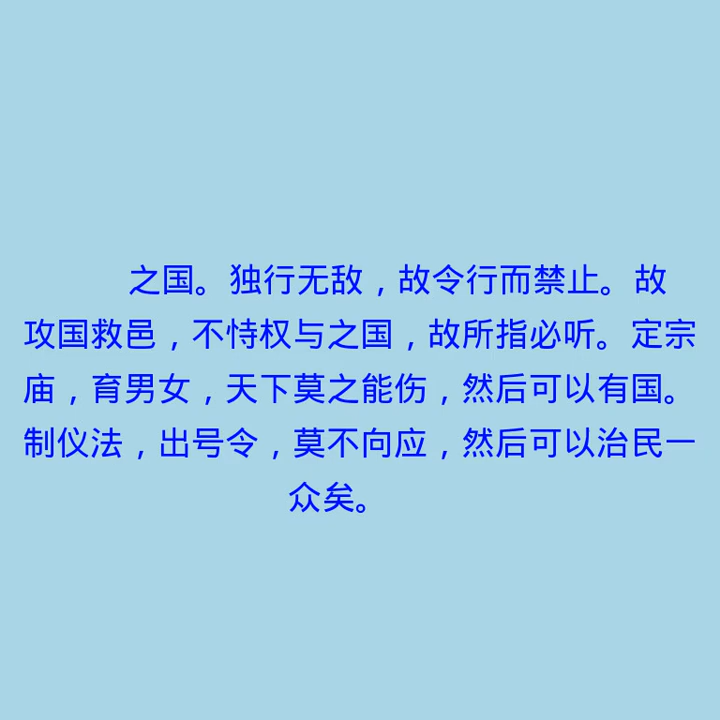 之国。独行无敌，故令行而禁止。故
攻国救邑，不恃权与之国，故所指必听。定宗
庙，育男女，天下莫之能伤，然后可以有国。
制仪法，出号令，莫不向应，然后可以治民一
众矣。